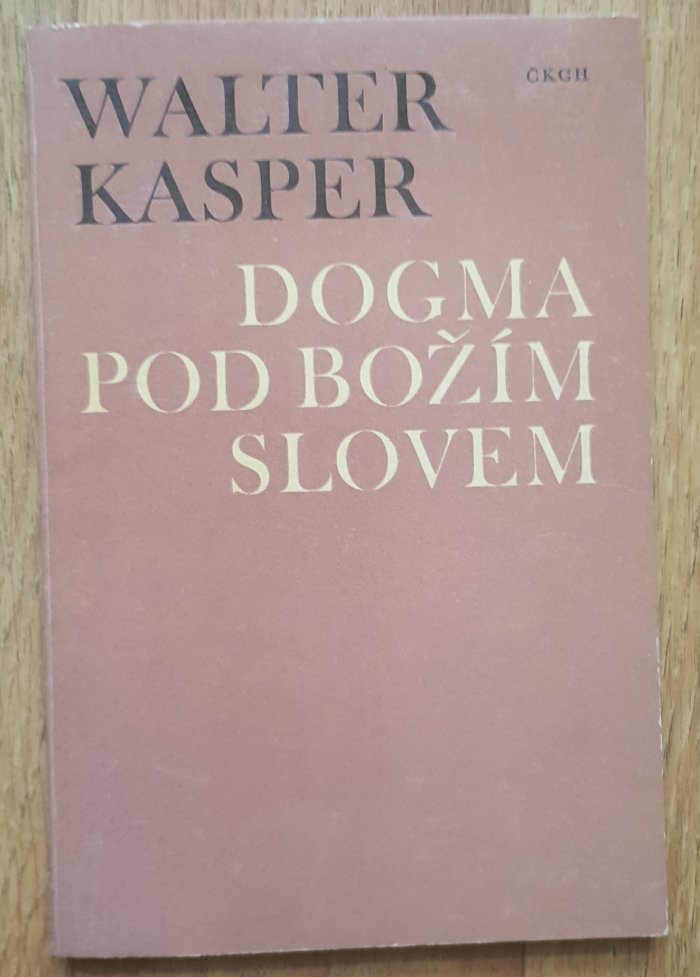 WALTER
KASPER
ČKCH
DOGMA
POD BOŽÍM
SLOVEM